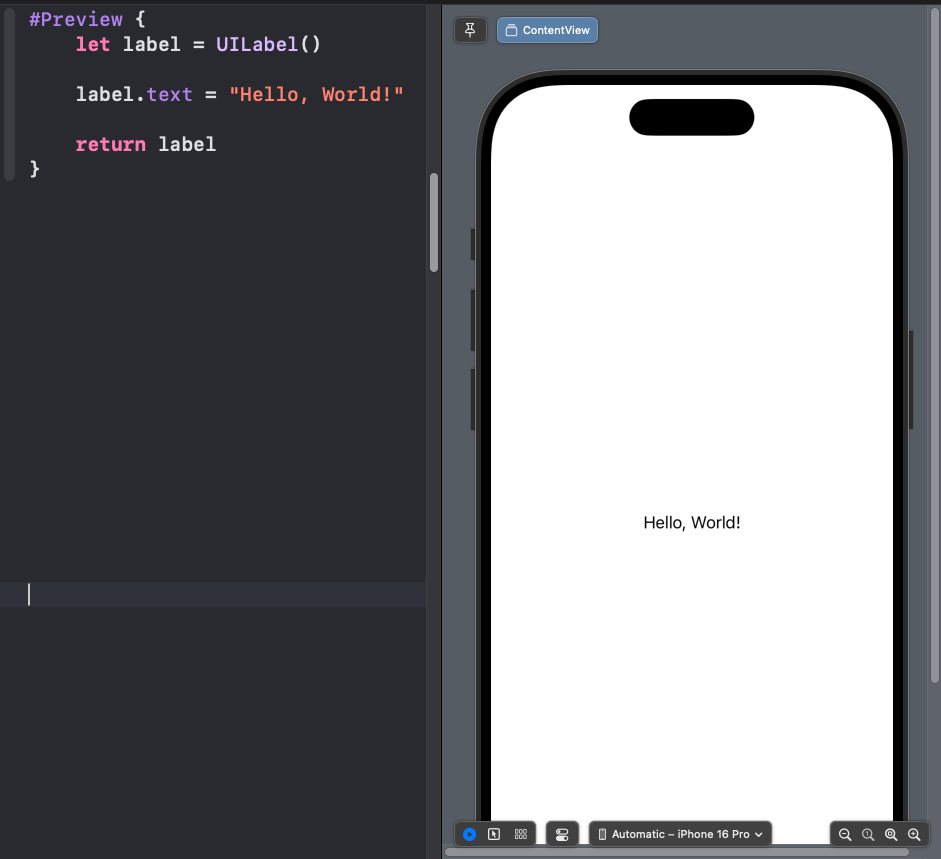 #Preview {
    let label = UILabel()
    label.text = "Hello, World!"
    return label
}
ContentView
Hello, World!
Automatic – iPhone 16 Pro